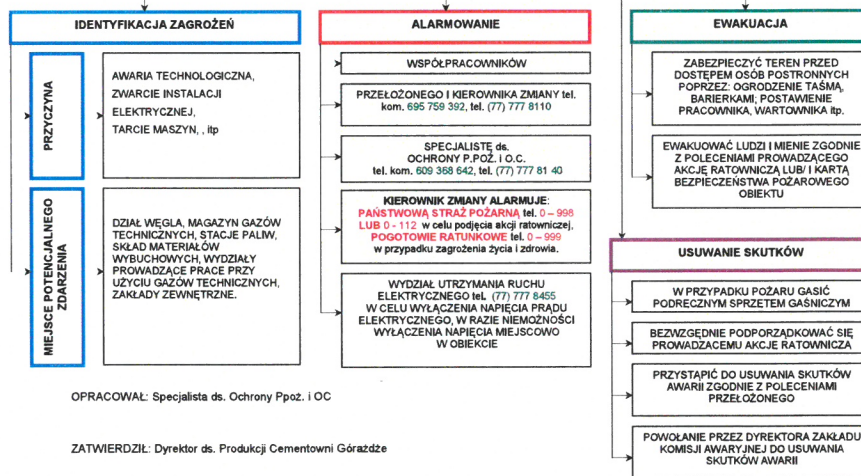 IDENTYFIKACJA ZAGROŻEŃ
PRZYCZYNA
AWARIA TECHNOLOGICZNA,
ZWARCIE INSTALACJI
ELEKTRYCZNEJ,
TARCIE MASZYN, , itp
MIEJSCE POTENCJALNEGO
ZDARZENIA
DZIAŁ WĘGLA, MAGAZYN GAZÓW
TECHNICZNYCH, STACJE PALIW,
SKŁAD MATERIAŁÓW
WYBUCHOWYCH, WYDZIAŁY
PROWADZĄCE PRACE PRZY
UŻYCIU GAZÓW TECHNICZNYCH,
ZAKŁADY ZEWNĘTRZNE.
ALARMOWANIE
WSPÓŁPRACOWNIKÓW
PRZEŁOŻONEGO I KIEROWNIKA ZMIANY tel.
kom. 695 759 392, tel. (77) 777 8110
SPECJALISTĘ ds.
OCHRONY P.POŻ. i O.C.
tel. kom. 609 368 642, tel. (77) 777 81 40
KIEROWNIK ZMIANY ALARMUJE:
PAŃSTWOWĄ STRAŻ POŻARNĄ tel. 0 – 998
LUB 0 - 112 w celu podjęcia akcji ratowniczej,
POGOTOWIE RATUNKOWE tel. 0 – 999
w przypadku zagrożenia życia i zdrowia.
WYDZIAŁ UTRZYMANIA RUCHU
ELEKTRYCZNEGO tel. (77) 777 8455
W CELU WYŁĄCZENIA NAPIĘCIA PRĄDU
ELEKTRYCZNEGO, W RAZIE NIEMOŻNOŚCI
WYŁĄCZENIA NAPIĘCIA MIEJSCOWO
W OBIEKCIE
EWAKUACJA
ZABEZPIECZYĆ TEREN PRZED
DOSTĘPEM OSÓB POSTRONNYCH
POPRZEZ: OGRODZENIE TAŚMĄ,
BARIERKAMI; POSTAWIENIE
PRACOWNIKA, WARTOWNIKA itp.
EWAKUOWAĆ LUDZI I MIENIE ZGODNIE
Z POLECENIAMI PROWADZĄCEGO
AKCJĘ RATOWNICZĄ LUB/ I KARTĄ
BEZPIECZEŃSTWA POŻAROWEGO
OBIEKTU
USUWANIE SKUTKÓW
W PRZYPADKU POŻARU GASIĆ
PODRĘCZNYM SPRZĘTEM GAŚNICZYM
BEZWZGĘDNIE PODPORZĄDKOWAĆ SIĘ
PROWADZĄCEMU AKCJĘ RATOWNICZĄ
PRZYSTĄPIĆ DO USUWANIA SKUTKÓW
AWARII ZGODNIE Z POLECENIAMI
PRZEŁOŻONEGO
POWOŁANIE PRZEZ DYREKTORA ZAKŁADU
KOMISJI AWARYJNEJ DO USUWANIA
SKUTKÓW AWARII
OPRACOWAŁ: Specjalista ds. Ochrony Ppoż. i OC
ZATWIERDZIŁ: Dyrektor ds. Produkcji Cementowni Górażdże